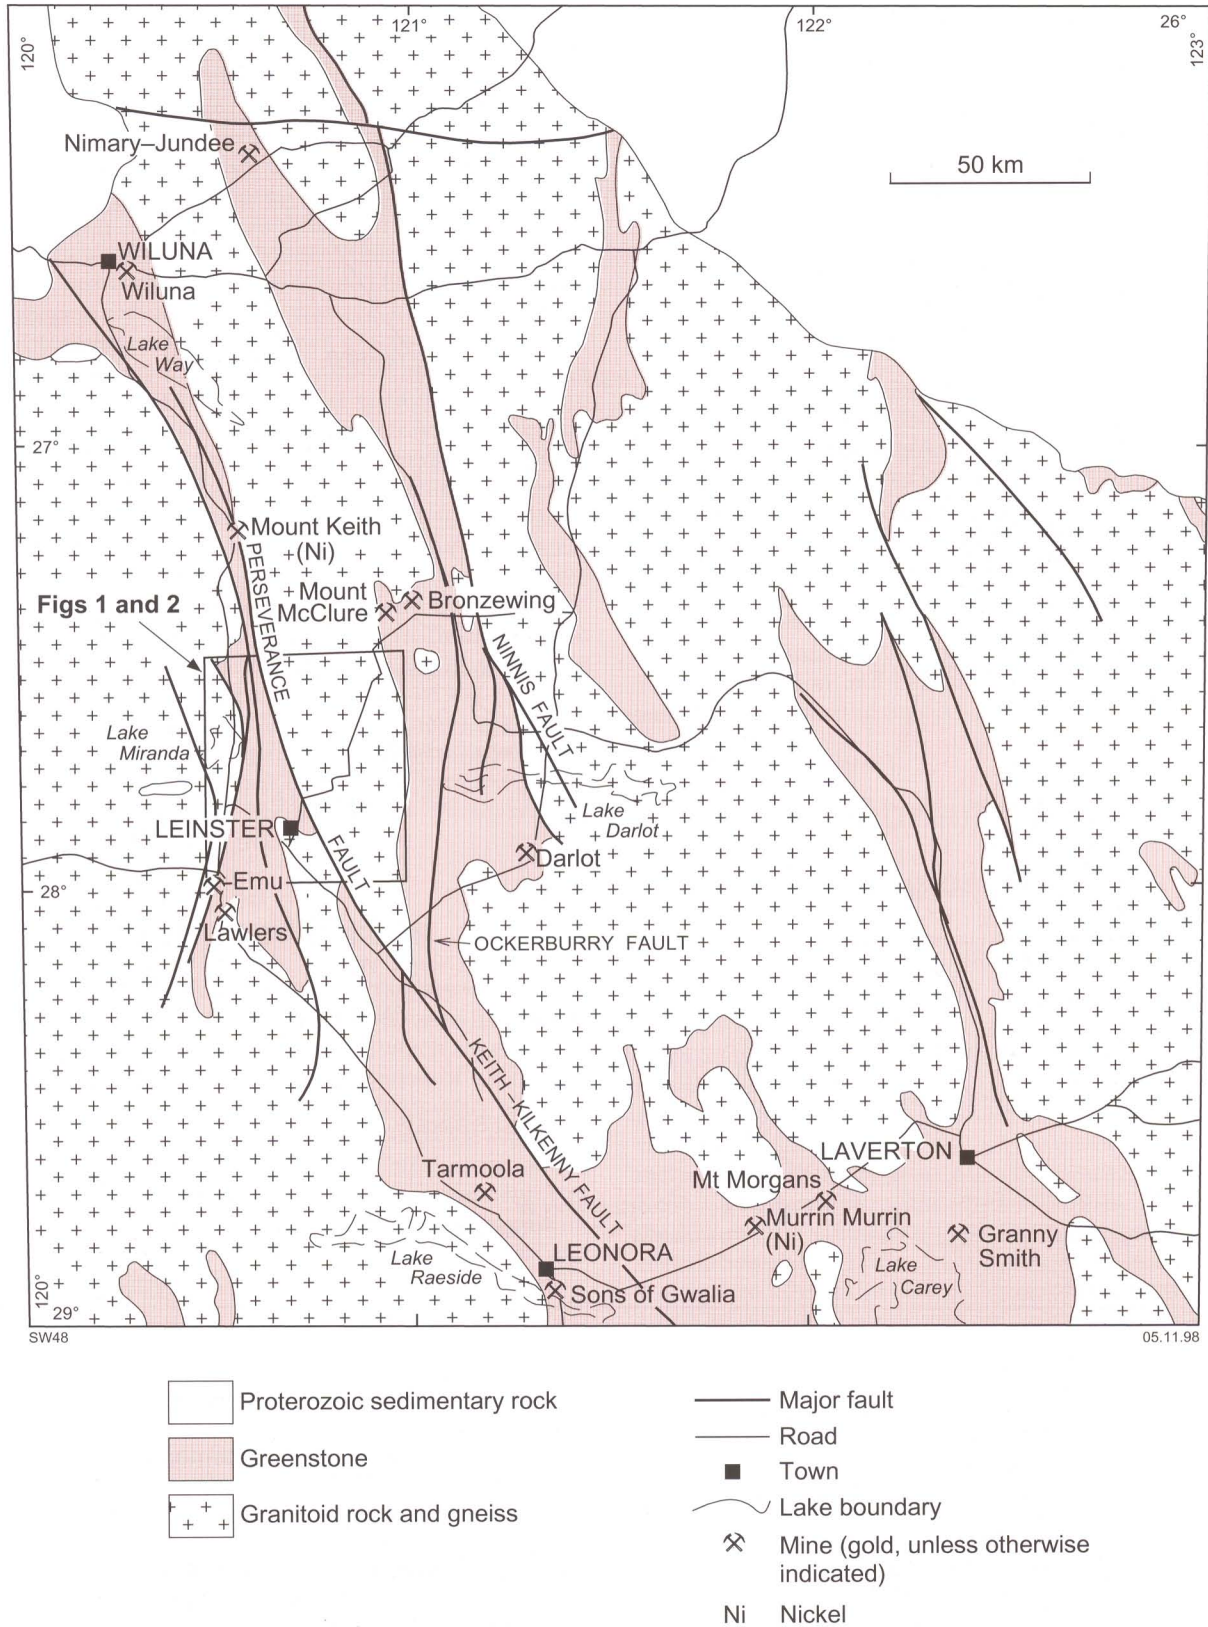 120°
121°
122°
26°
123°
Nimary–Jundee
50 km
WILUNA
Wiluna
Lake
Way
27°
Mount Keith
(Ni)
PERSEVERANCE
FAULT
Mount
McClure
Bronzewing
Figs 1 and 2
NINNIS FAULT
Lake
Miranda
Lake
Darlot
LEINSTER
Darlot
Emu
28°
Lawlers
OCKERBURRY FAULT
KEITH–KILKENNY FAULT
LAVERTON
Tarmoola
Mt Morgans
Murrin Murrin
(Ni)
Granny
Smith
LEONORA
Lake
Raeside
Lake
Carey
Sons of Gwalia
120°
29°
SW48
05.11.98
Proterozoic sedimentary rock
Greenstone
Granitoid rock and gneiss
Major fault
Road
Town
Lake boundary
Mine (gold, unless otherwise
indicated)
Ni Nickel